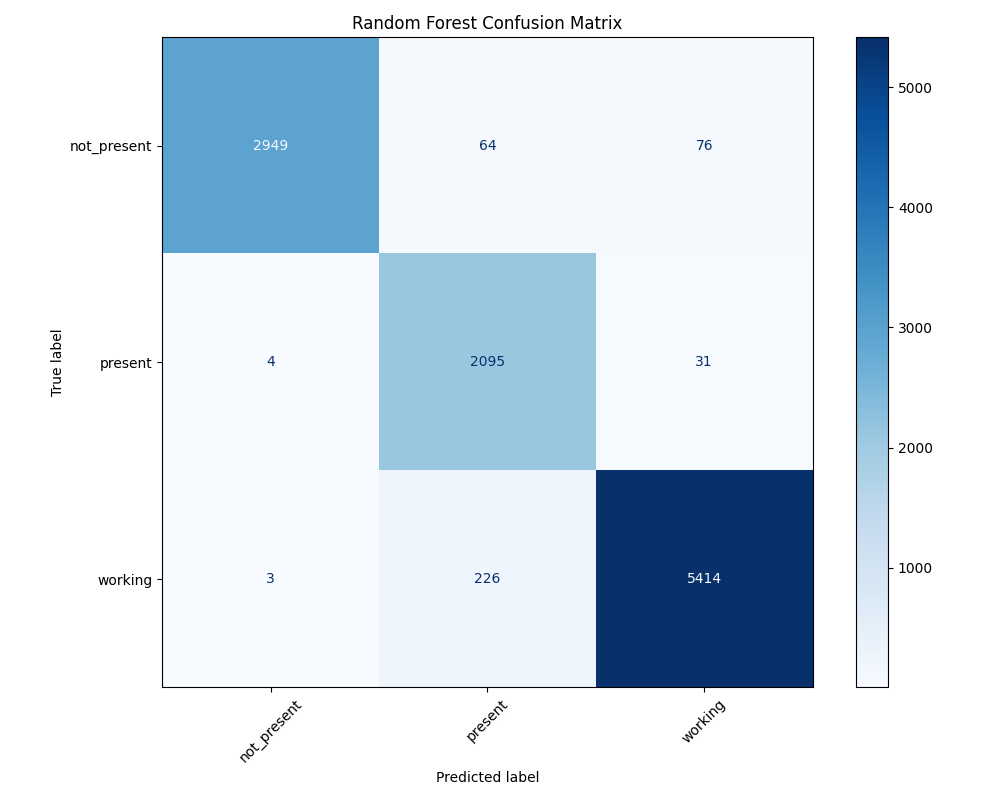 Random Forest Confusion Matrix
True label
not_present
2949
64
76
present
4
2095
31
working
3
226
5414
not_present
present
working
Predicted label
5000
4000
3000
2000
1000